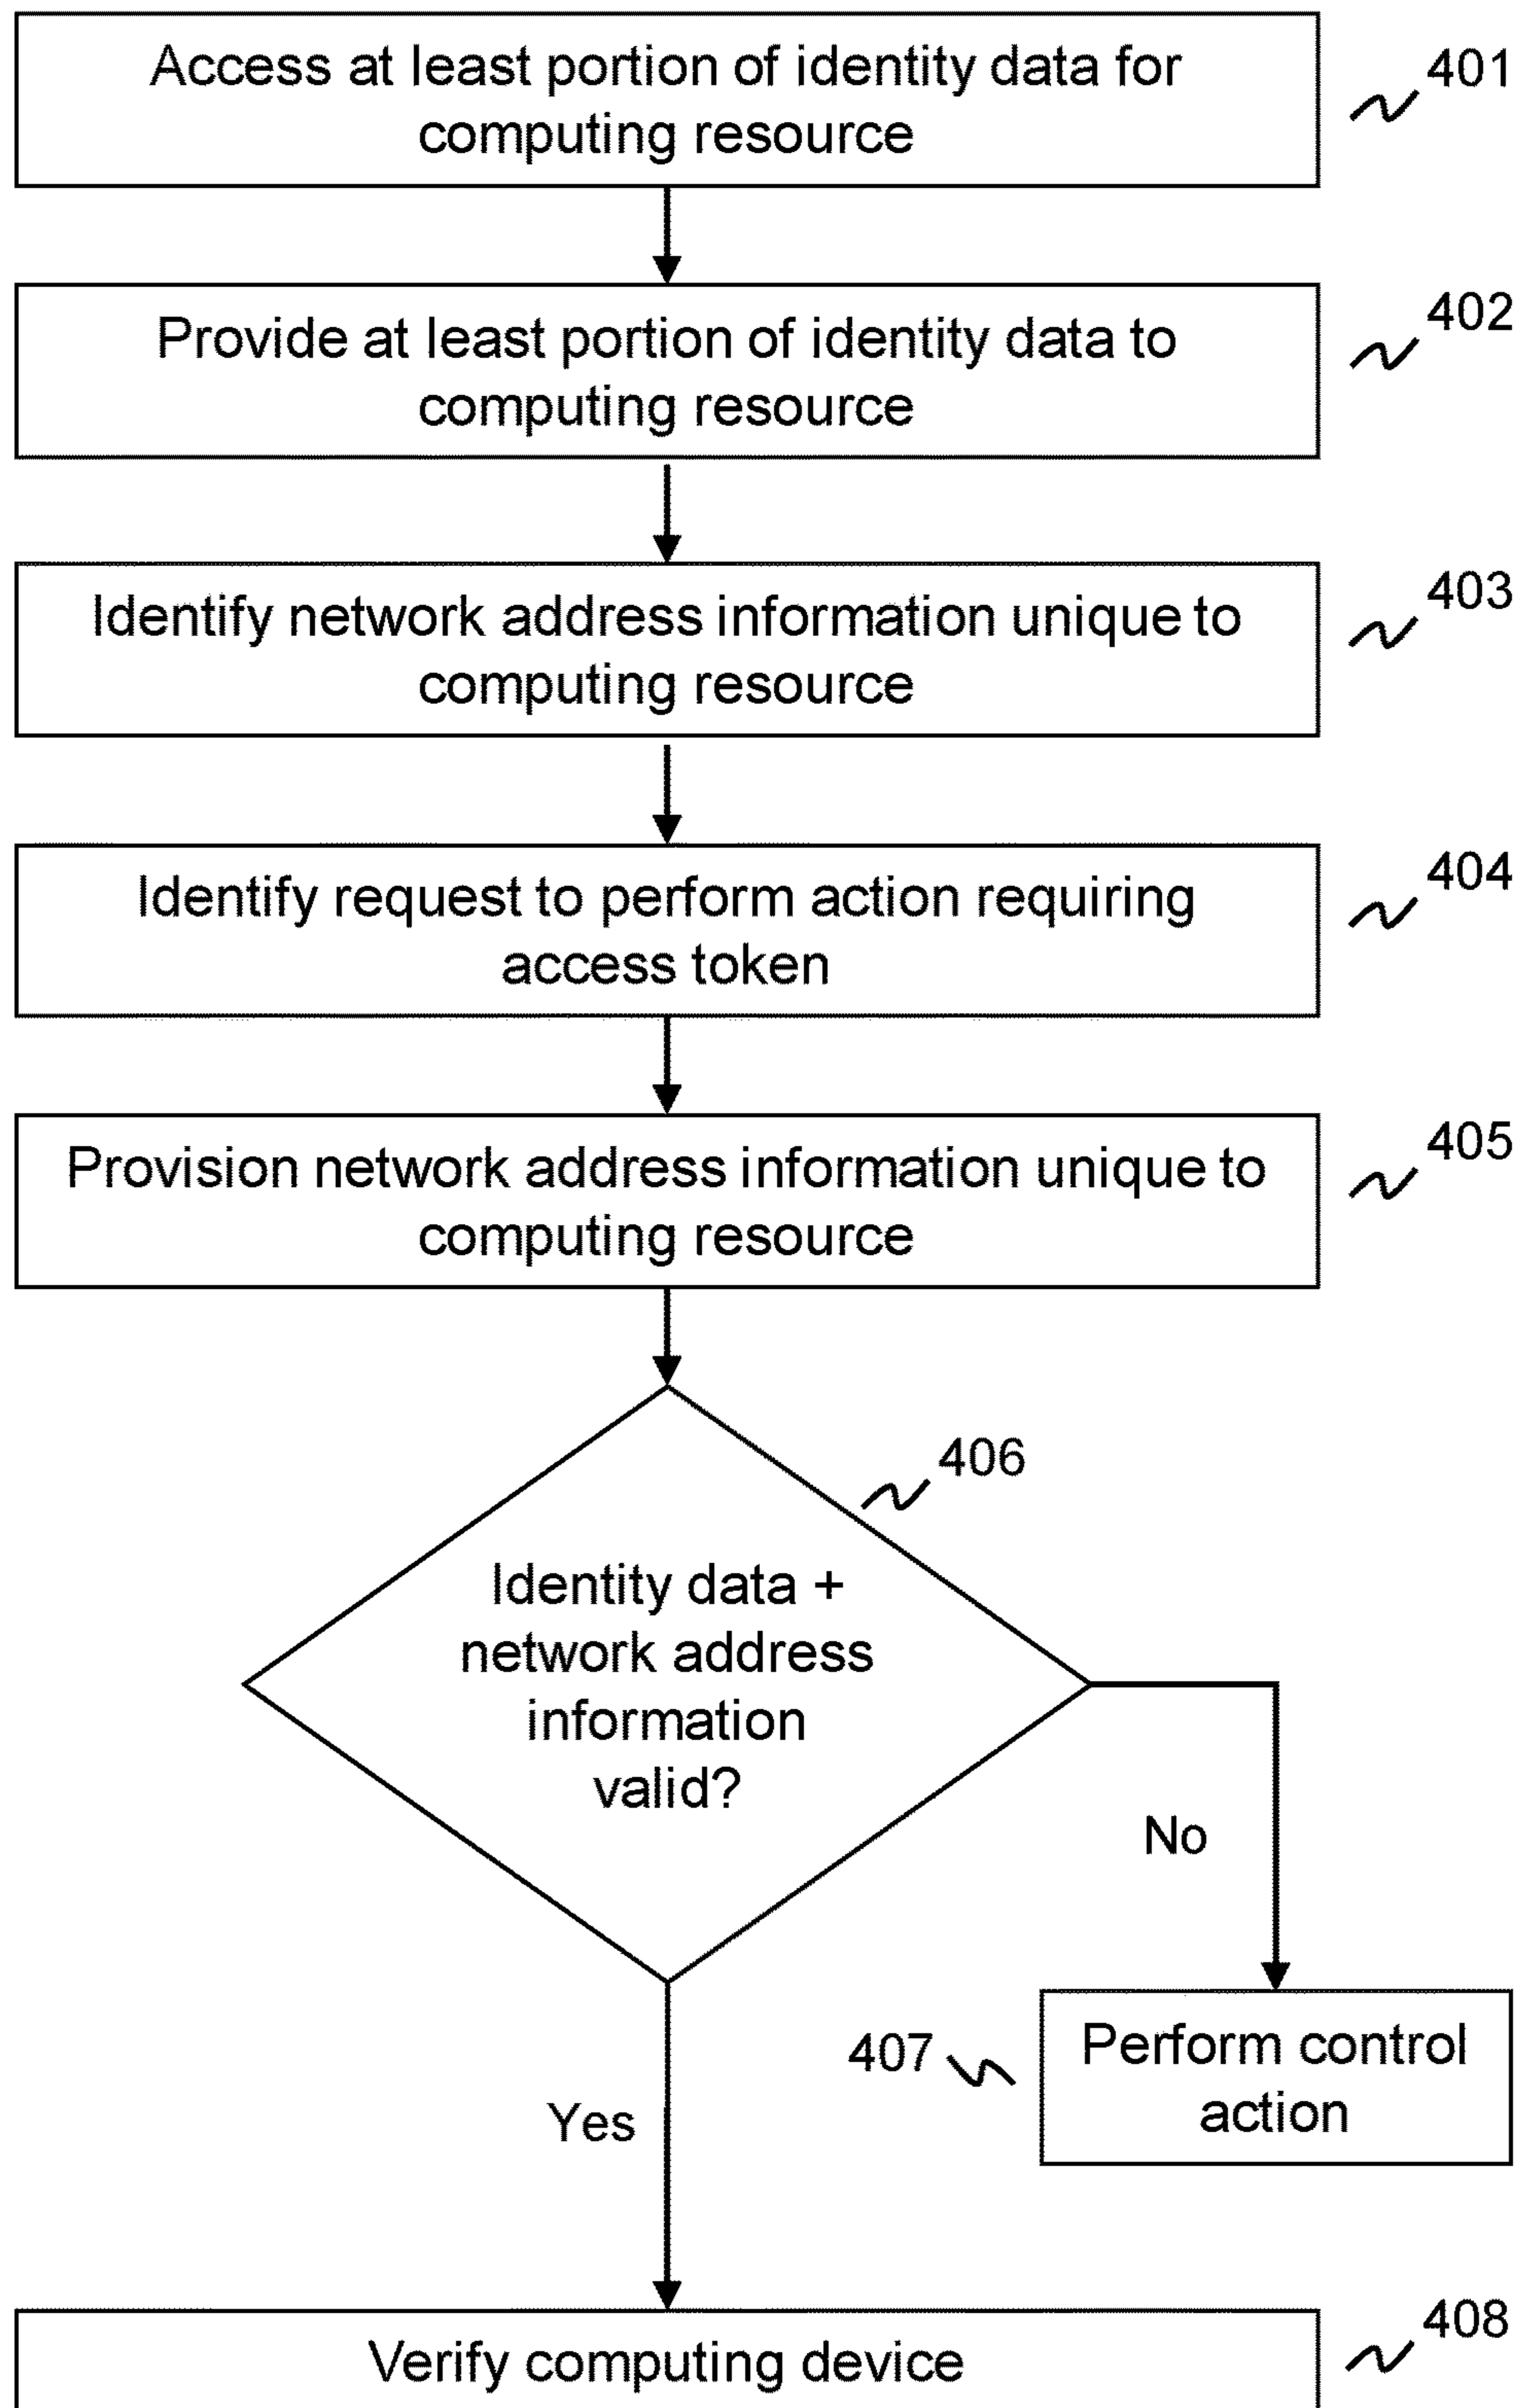 Access at least portion of identity data for
computing resource
401
Provide at least portion of identity data to
computing resource
402
Identify network address information unique to
computing resource
403
Identify request to perform action requiring
access token
404
Provision network address information unique to
computing resource
405
406
Identity data +
network address
information
valid?
No
Yes
407
Perform control
action
Verify computing device
408